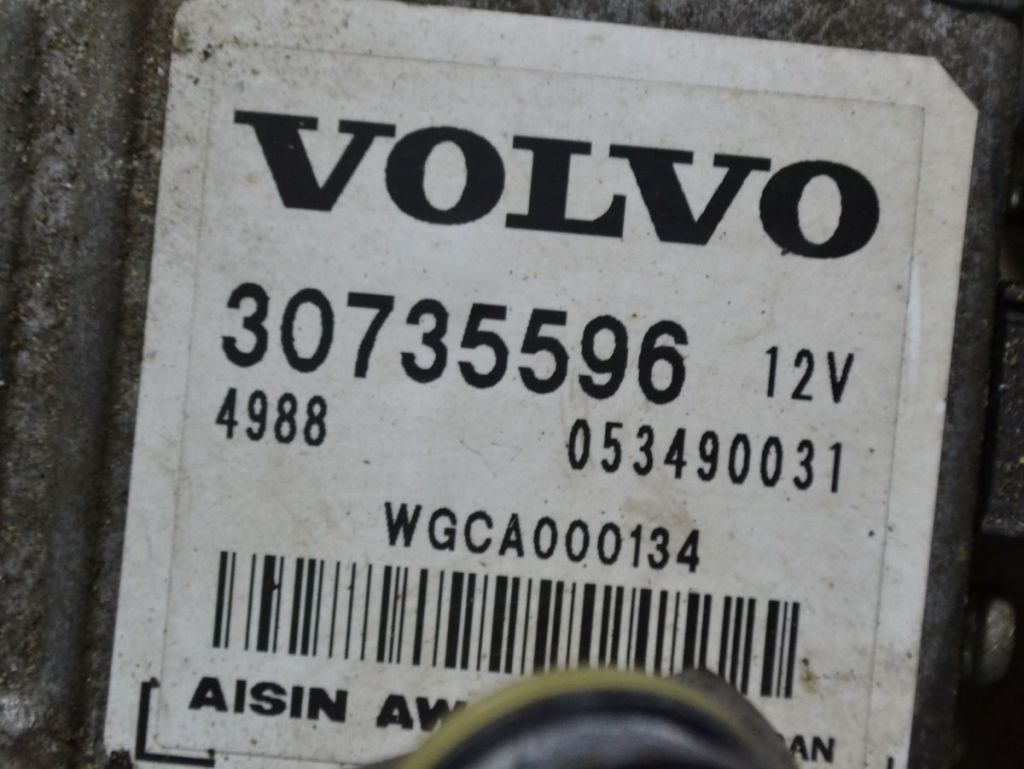 VOLVO
30735596 12V
4988 053490031
WGCA000134
AISIN AW